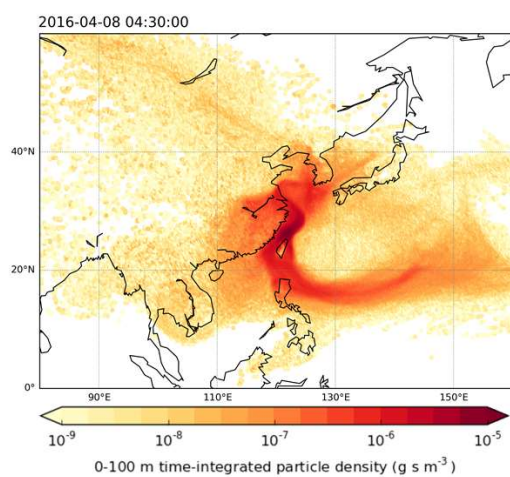 2016-04-08 04:30:00
40°N
20°N
0°
90°E 110°E 130°E 150°E
10⁻⁹ 10⁻⁸ 10⁻⁷ 10⁻⁶ 10⁻⁵
0-100 m time-integrated particle density (g s m⁻³)